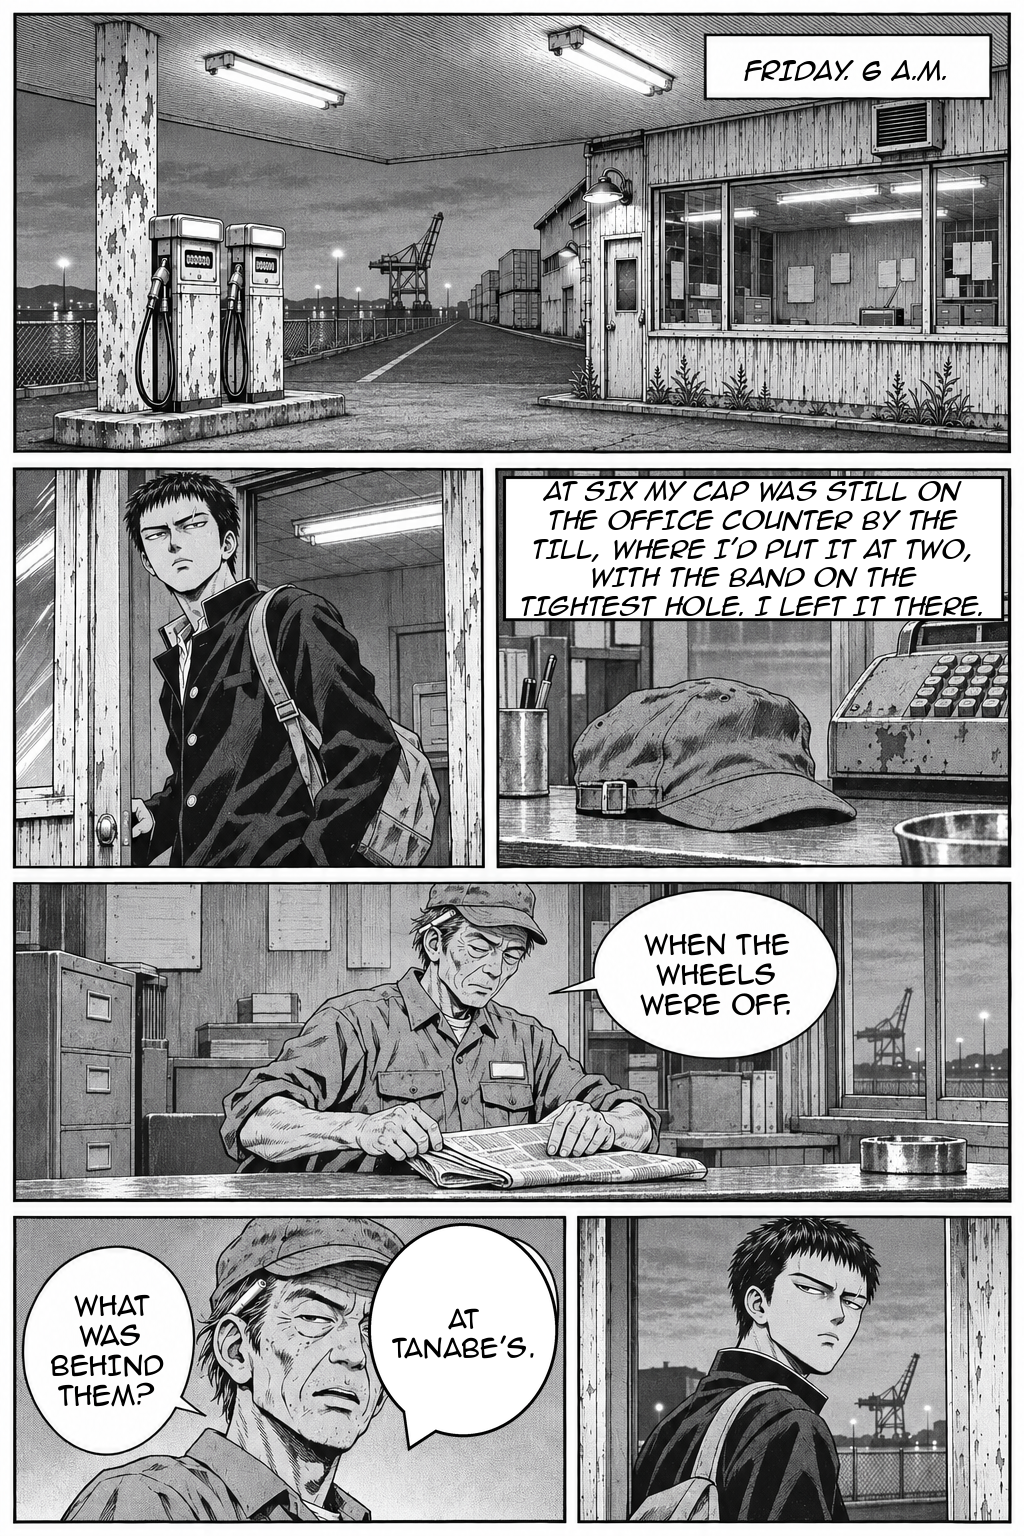 FRIDAY. 6 A.M.
AT SIX MY CAP WAS STILL ON
THE OFFICE COUNTER BY THE
TILL, WHERE I'D PUT IT AT TWO,
WITH THE BAND ON THE
TIGHTEST HOLE. I LEFT IT THERE.
WHEN THE
WHEELS
WERE OFF.
WHAT
WAS
BEHIND
THEM?
AT
TANABE'S.